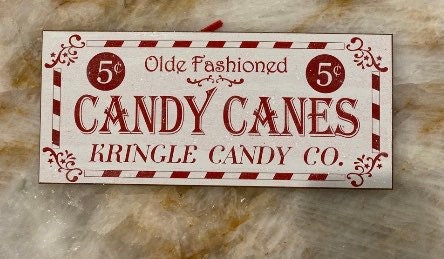 5¢ Olde Fashioned 5¢
CANDY CANES
KRINGLE CANDY CO.